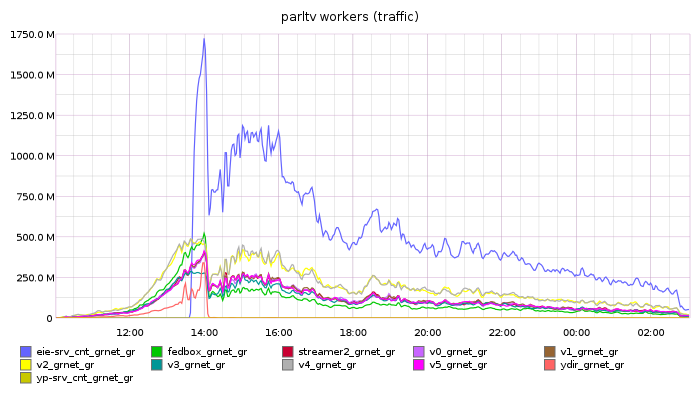 parltv workers (traffic)
1750.0 M
1500.0 M
1250.0 M
1000.0 M
750.0 M
500.0 M
250.0 M
0
12:00 14:00 16:00 18:00 20:00 22:00 00:00 02:00
eie-srv_cnt_grnet_gr fedbox_grnet_gr streamer2_grnet_gr v0_grnet_gr v1_grnet_gr
v2_grnet_gr v3_grnet_gr v4_grnet_gr v5_grnet_gr ydir_grnet_gr
yp-srv_cnt_grnet_gr